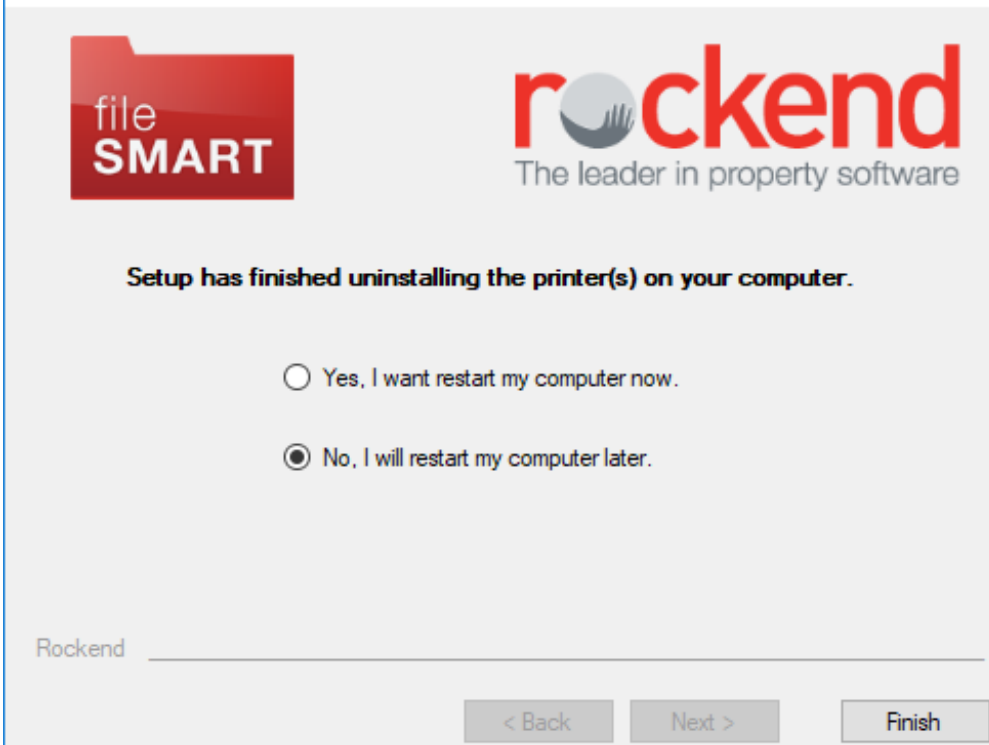 file
SMART
rockend
The leader in property software
Setup has finished uninstalling the printer(s) on your computer.
Yes, I want restart my computer now.
No, I will restart my computer later.
Rockend
< Back
Next >
Finish